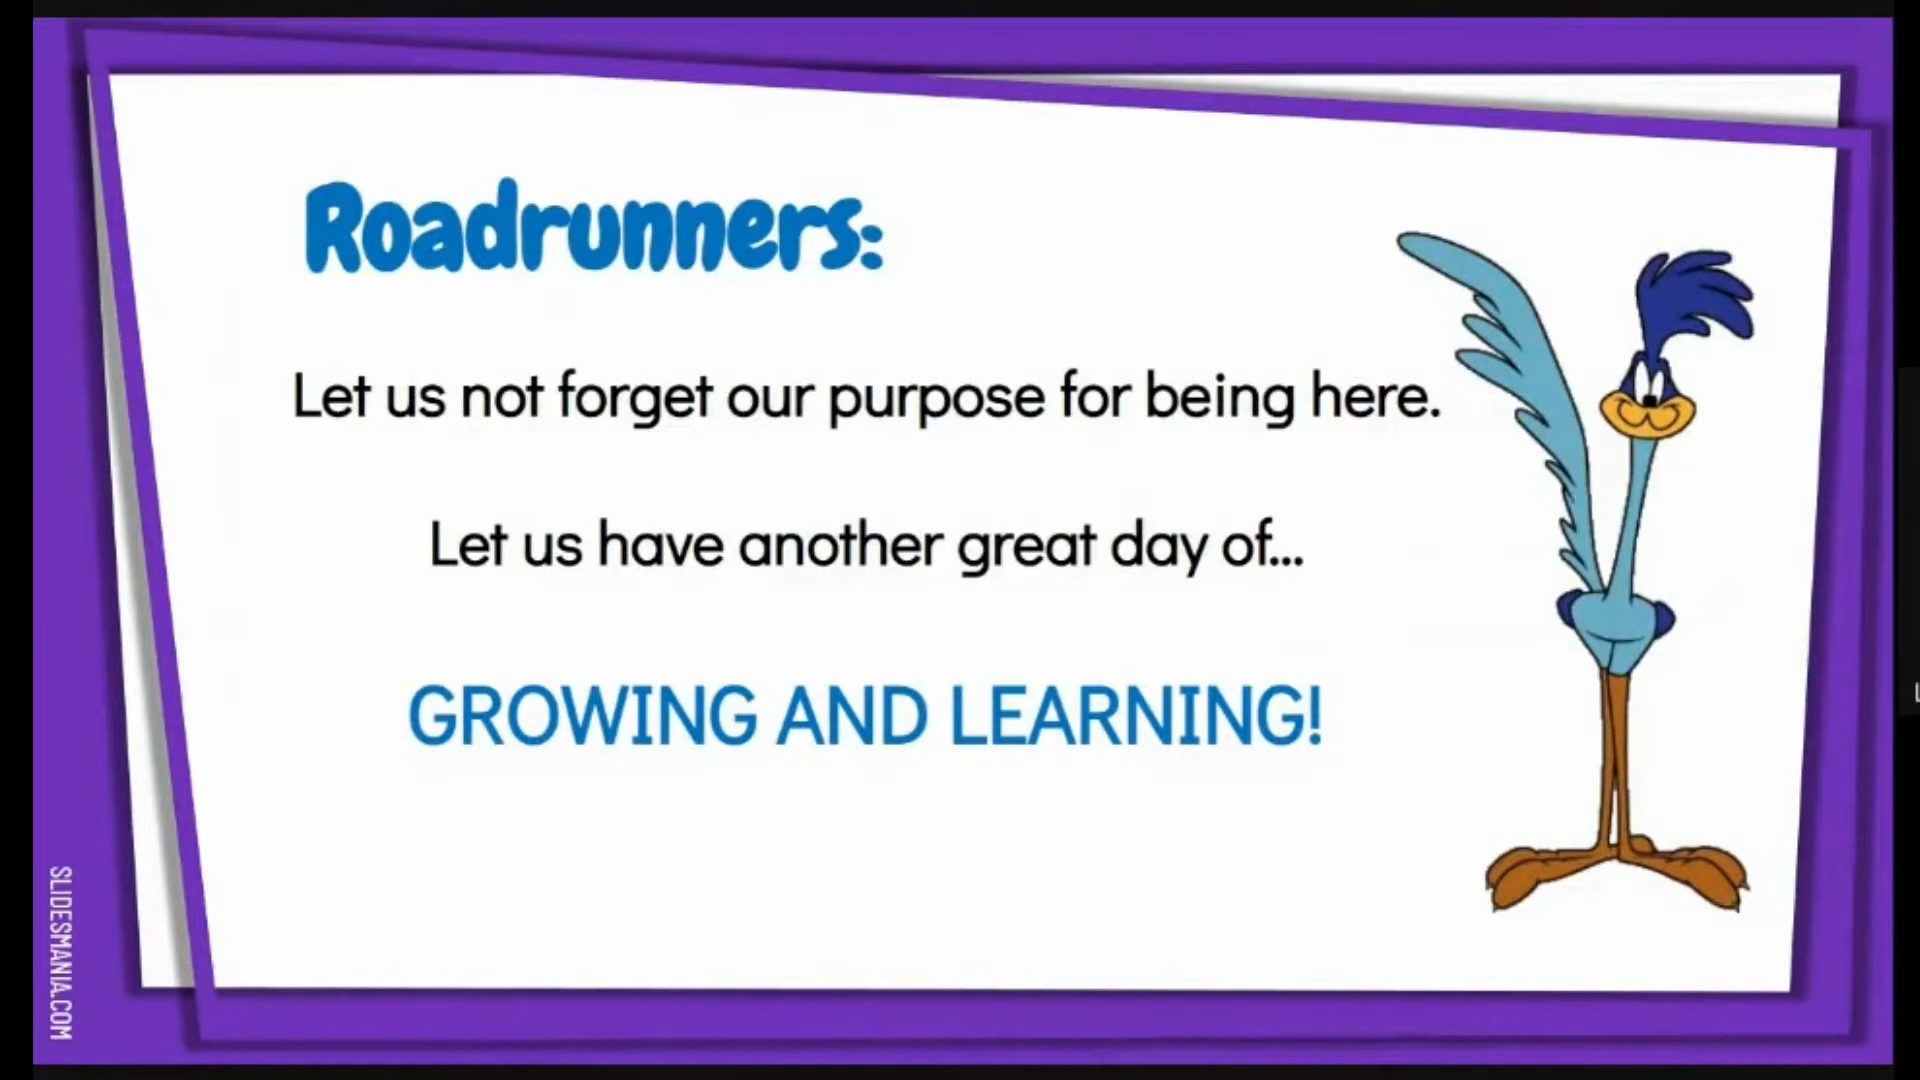 Roadrunners:
Let us not forget our purpose for being here.
Let us have another great day of...
GROWING AND LEARNING!
SLIDESMANIA.COM